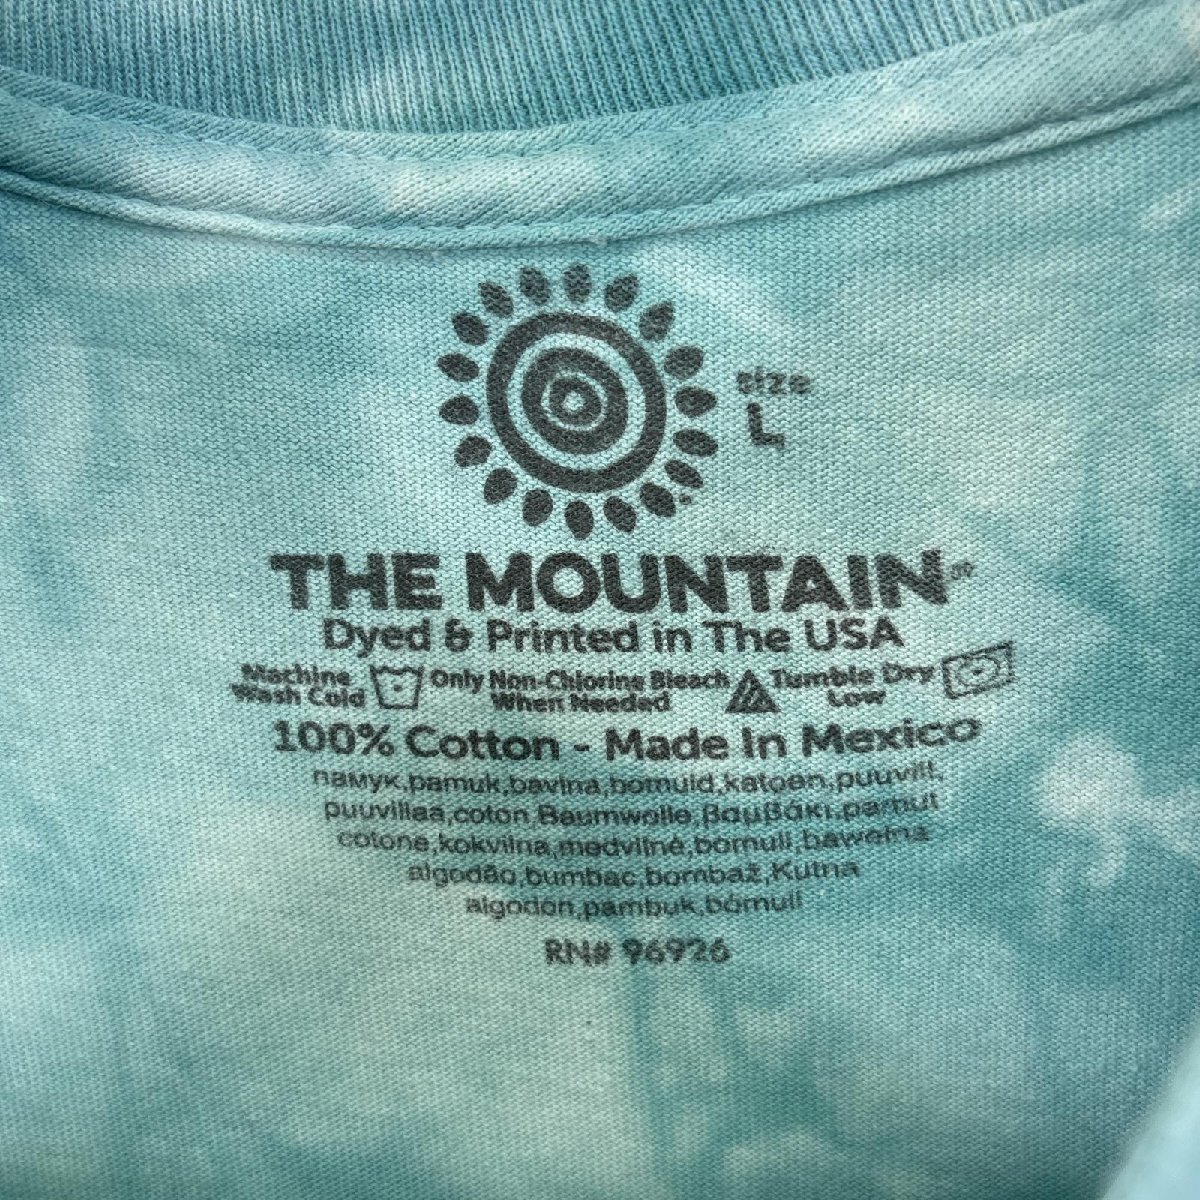 size
L
THE MOUNTAIN
Dyed & Printed in The USA
Machine Wash Cold
Only Non-Chlorine Bleach When Needed
Tumble Dry Low
100% Cotton - Made In Mexico
памук,pamuk,bavlna,bomuld,katoen,puuvill,
puuvillaa,coton,Baumwolle,βαμβάκι,pamut
cotone,kokvilna,medvilnė,bomull,bawełna
algodão,bumbac,bombaž,Kutna
algodon,pambuk,bómull
RN# 96926